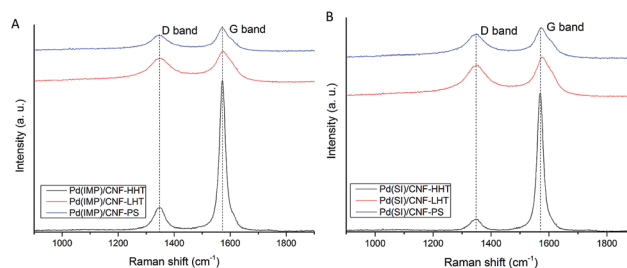 A
D band
G band
Intensity (a. u.)
Pd(IMP)/CNF-HHT
Pd(IMP)/CNF-LHT
Pd(IMP)/CNF-PS
1000 1200 1400 1600 1800
Raman shift (cm⁻¹)
B
D band
G band
Intensity (a. u.)
Pd(SI)/CNF-HHT
Pd(SI)/CNF-LHT
Pd(SI)/CNF-PS
1000 1200 1400 1600 1800
Raman shift (cm⁻¹)